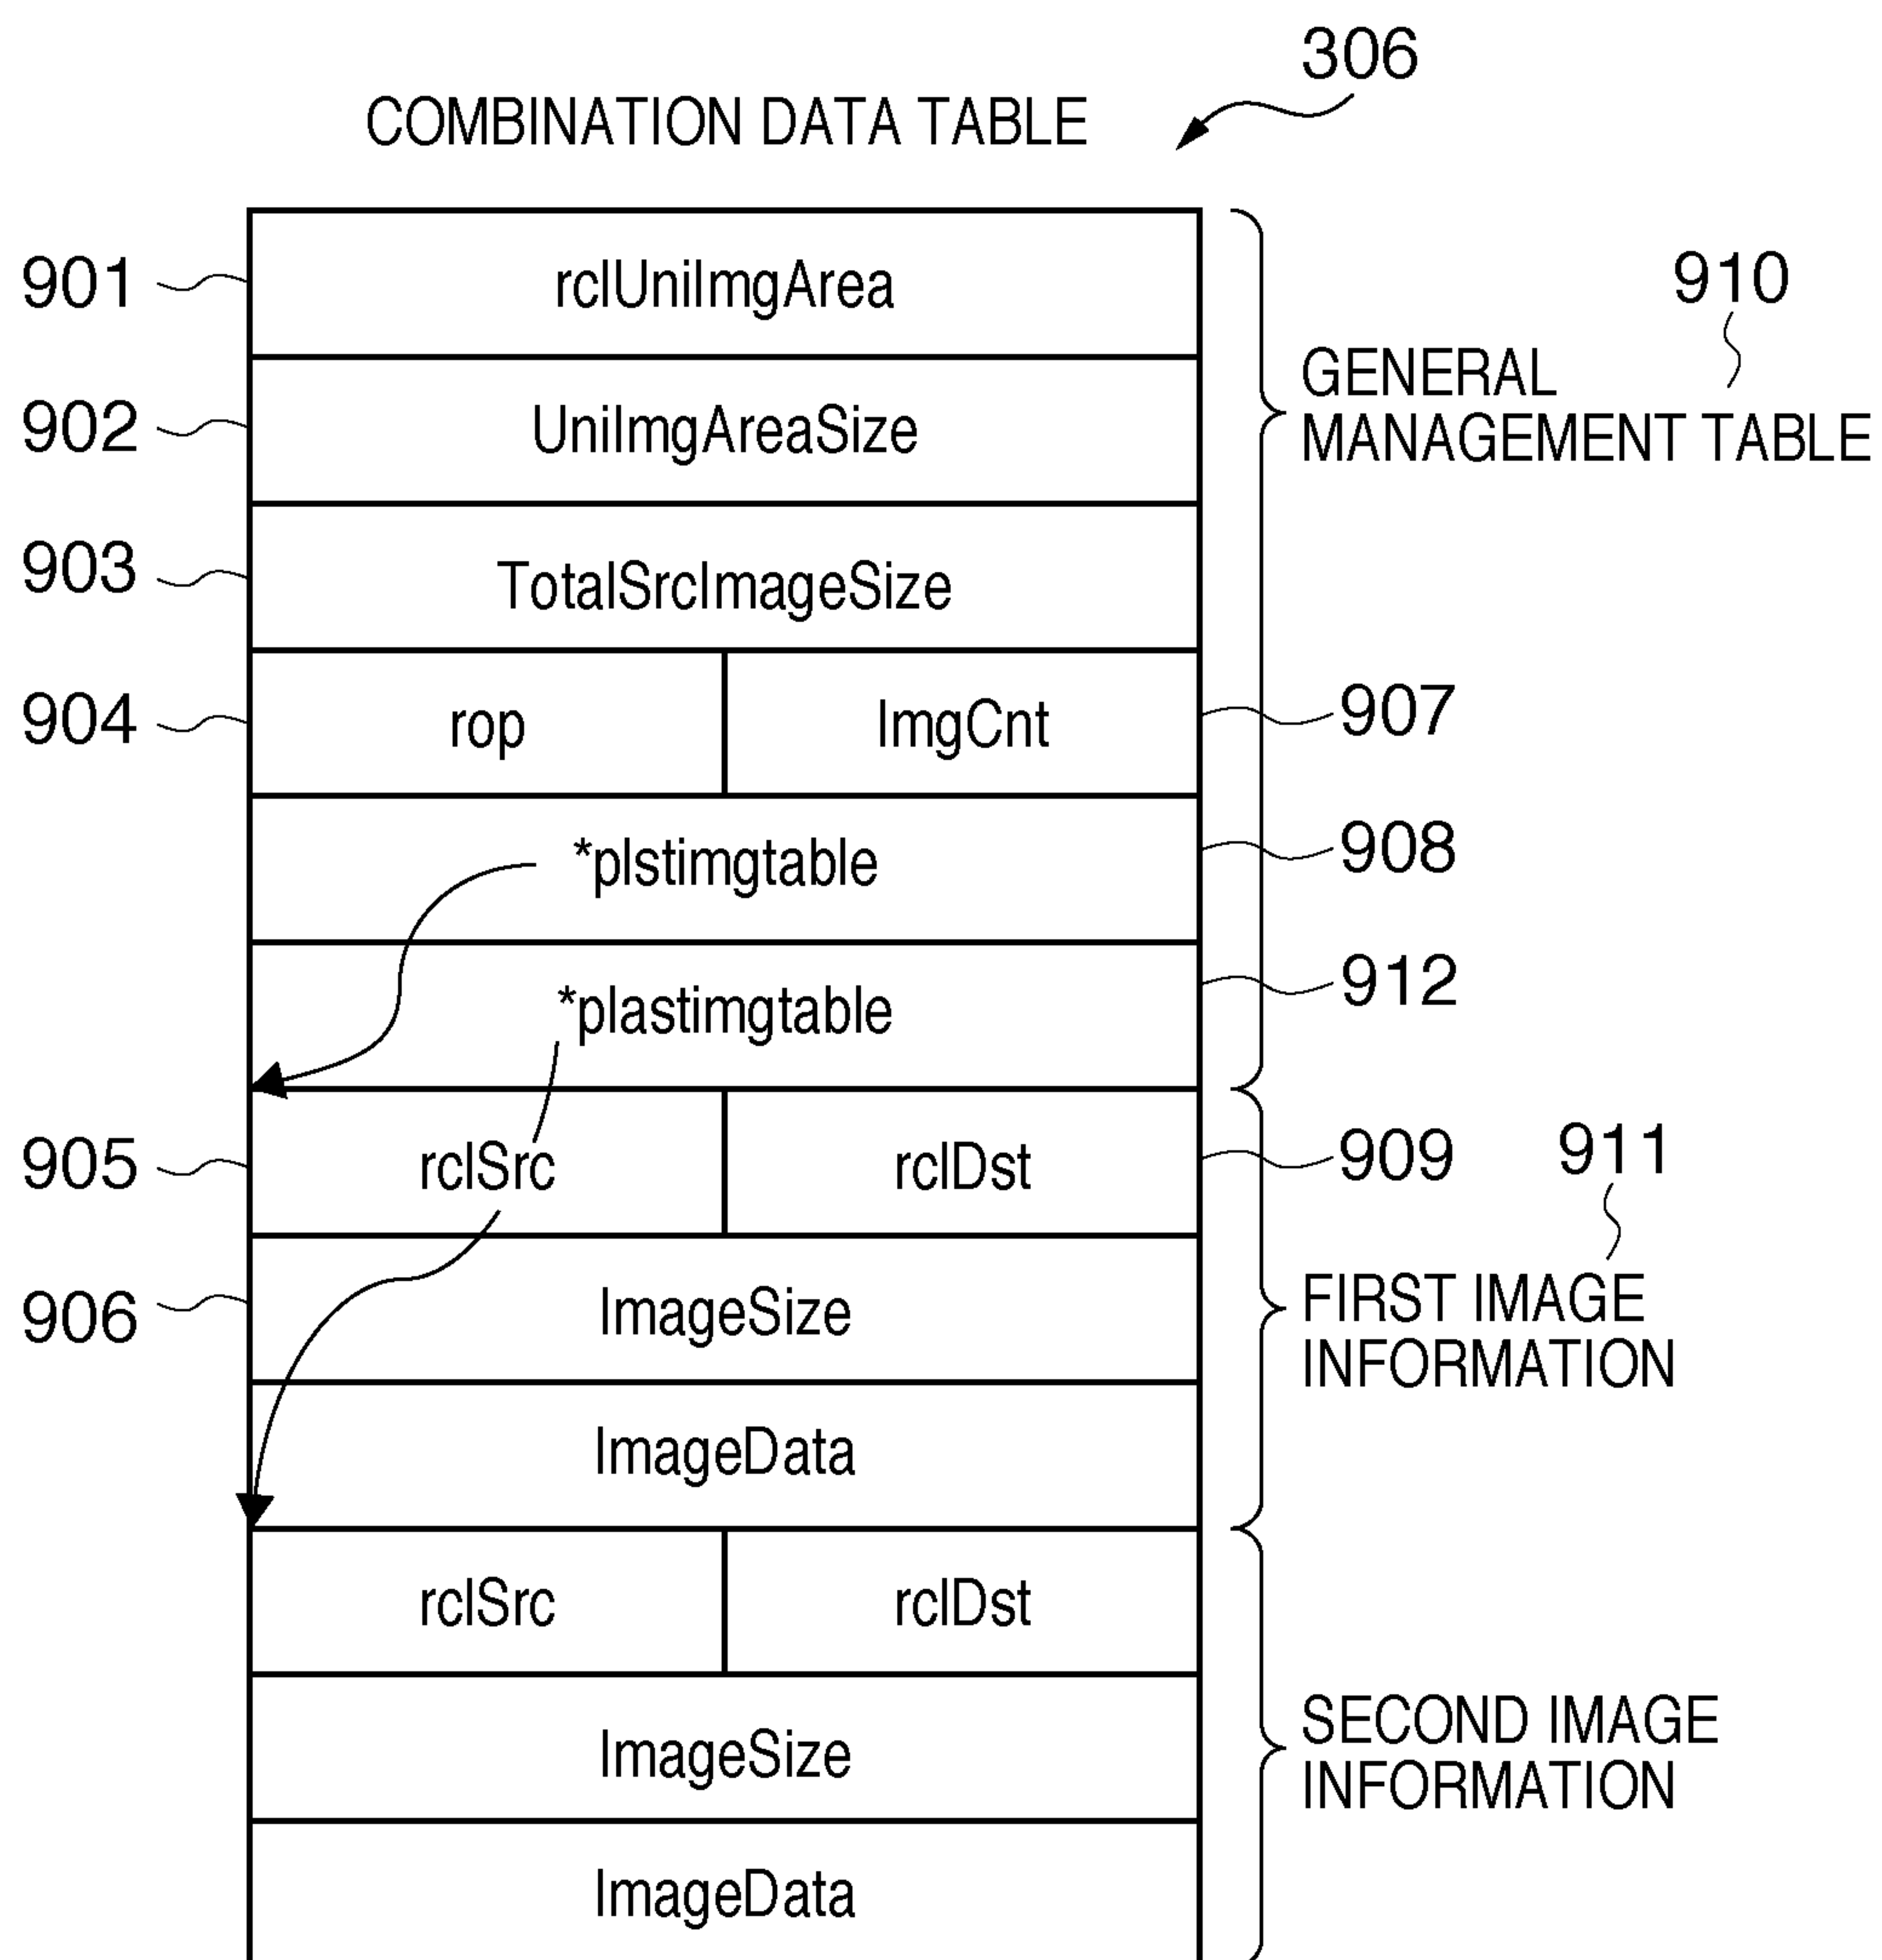 306
COMBINATION DATA TABLE
901
rclUniImgArea
910
GENERAL
MANAGEMENT TABLE
902
UniImgAreaSize
903
TotalSrcImageSize
904
rop
ImgCnt
907
*plstimgtable
908
*plastimgtable
912
905
rclSrc
rclDst
909
911
906
ImageSize
FIRST IMAGE
INFORMATION
ImageData
rclSrc
rclDst
ImageSize
SECOND IMAGE
INFORMATION
ImageData